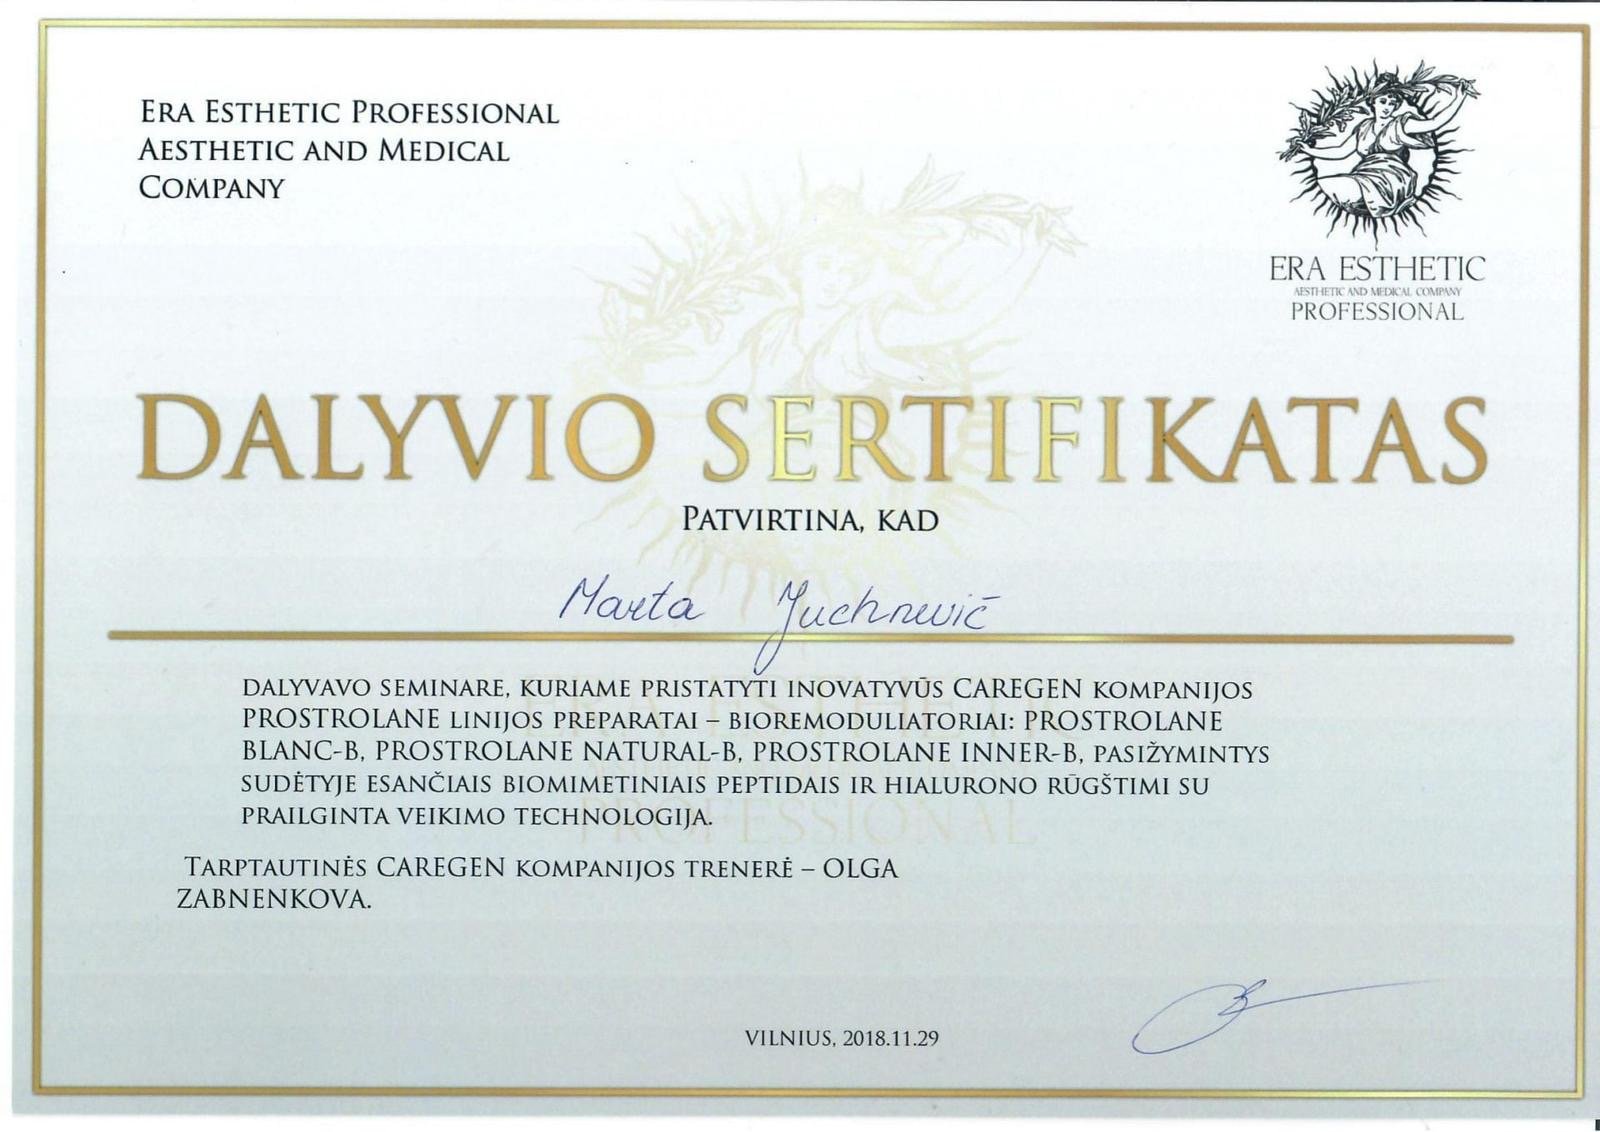 Era Esthetic Professional
Aesthetic and Medical
Company
ERA ESTHETIC
AESTHETIC AND MEDICAL COMPANY
PROFESSIONAL
DALYVIO SERTIFIKATAS
PATVIRTINA, KAD
Marta Juchnevič
DALYVAVO SEMINARE, KURIAME PRISTATYTI INOVATYVŪS CAREGEN KOMPANIJOS
PROSTROLANE LINIJOS PREPARATAI – BIOREMODULIATORIAI: PROSTROLANE
BLANC-B, PROSTROLANE NATURAL-B, PROSTROLANE INNER-B, PASIŽYMINTYS
SUDĖTYJE ESANČIAIS BIOMIMETINIAIS PEPTIDAIS IR HIALURONO RŪGŠTIMI SU
PRAILGINTA VEIKIMO TECHNOLOGIJA.
ERA ESTHETIC
PROFESSIONAL
TARPTAUTINĖS CAREGEN KOMPANIJOS TRENERĖ – OLGA
ZABNENKOVA.
VILNIUS, 2018.11.29